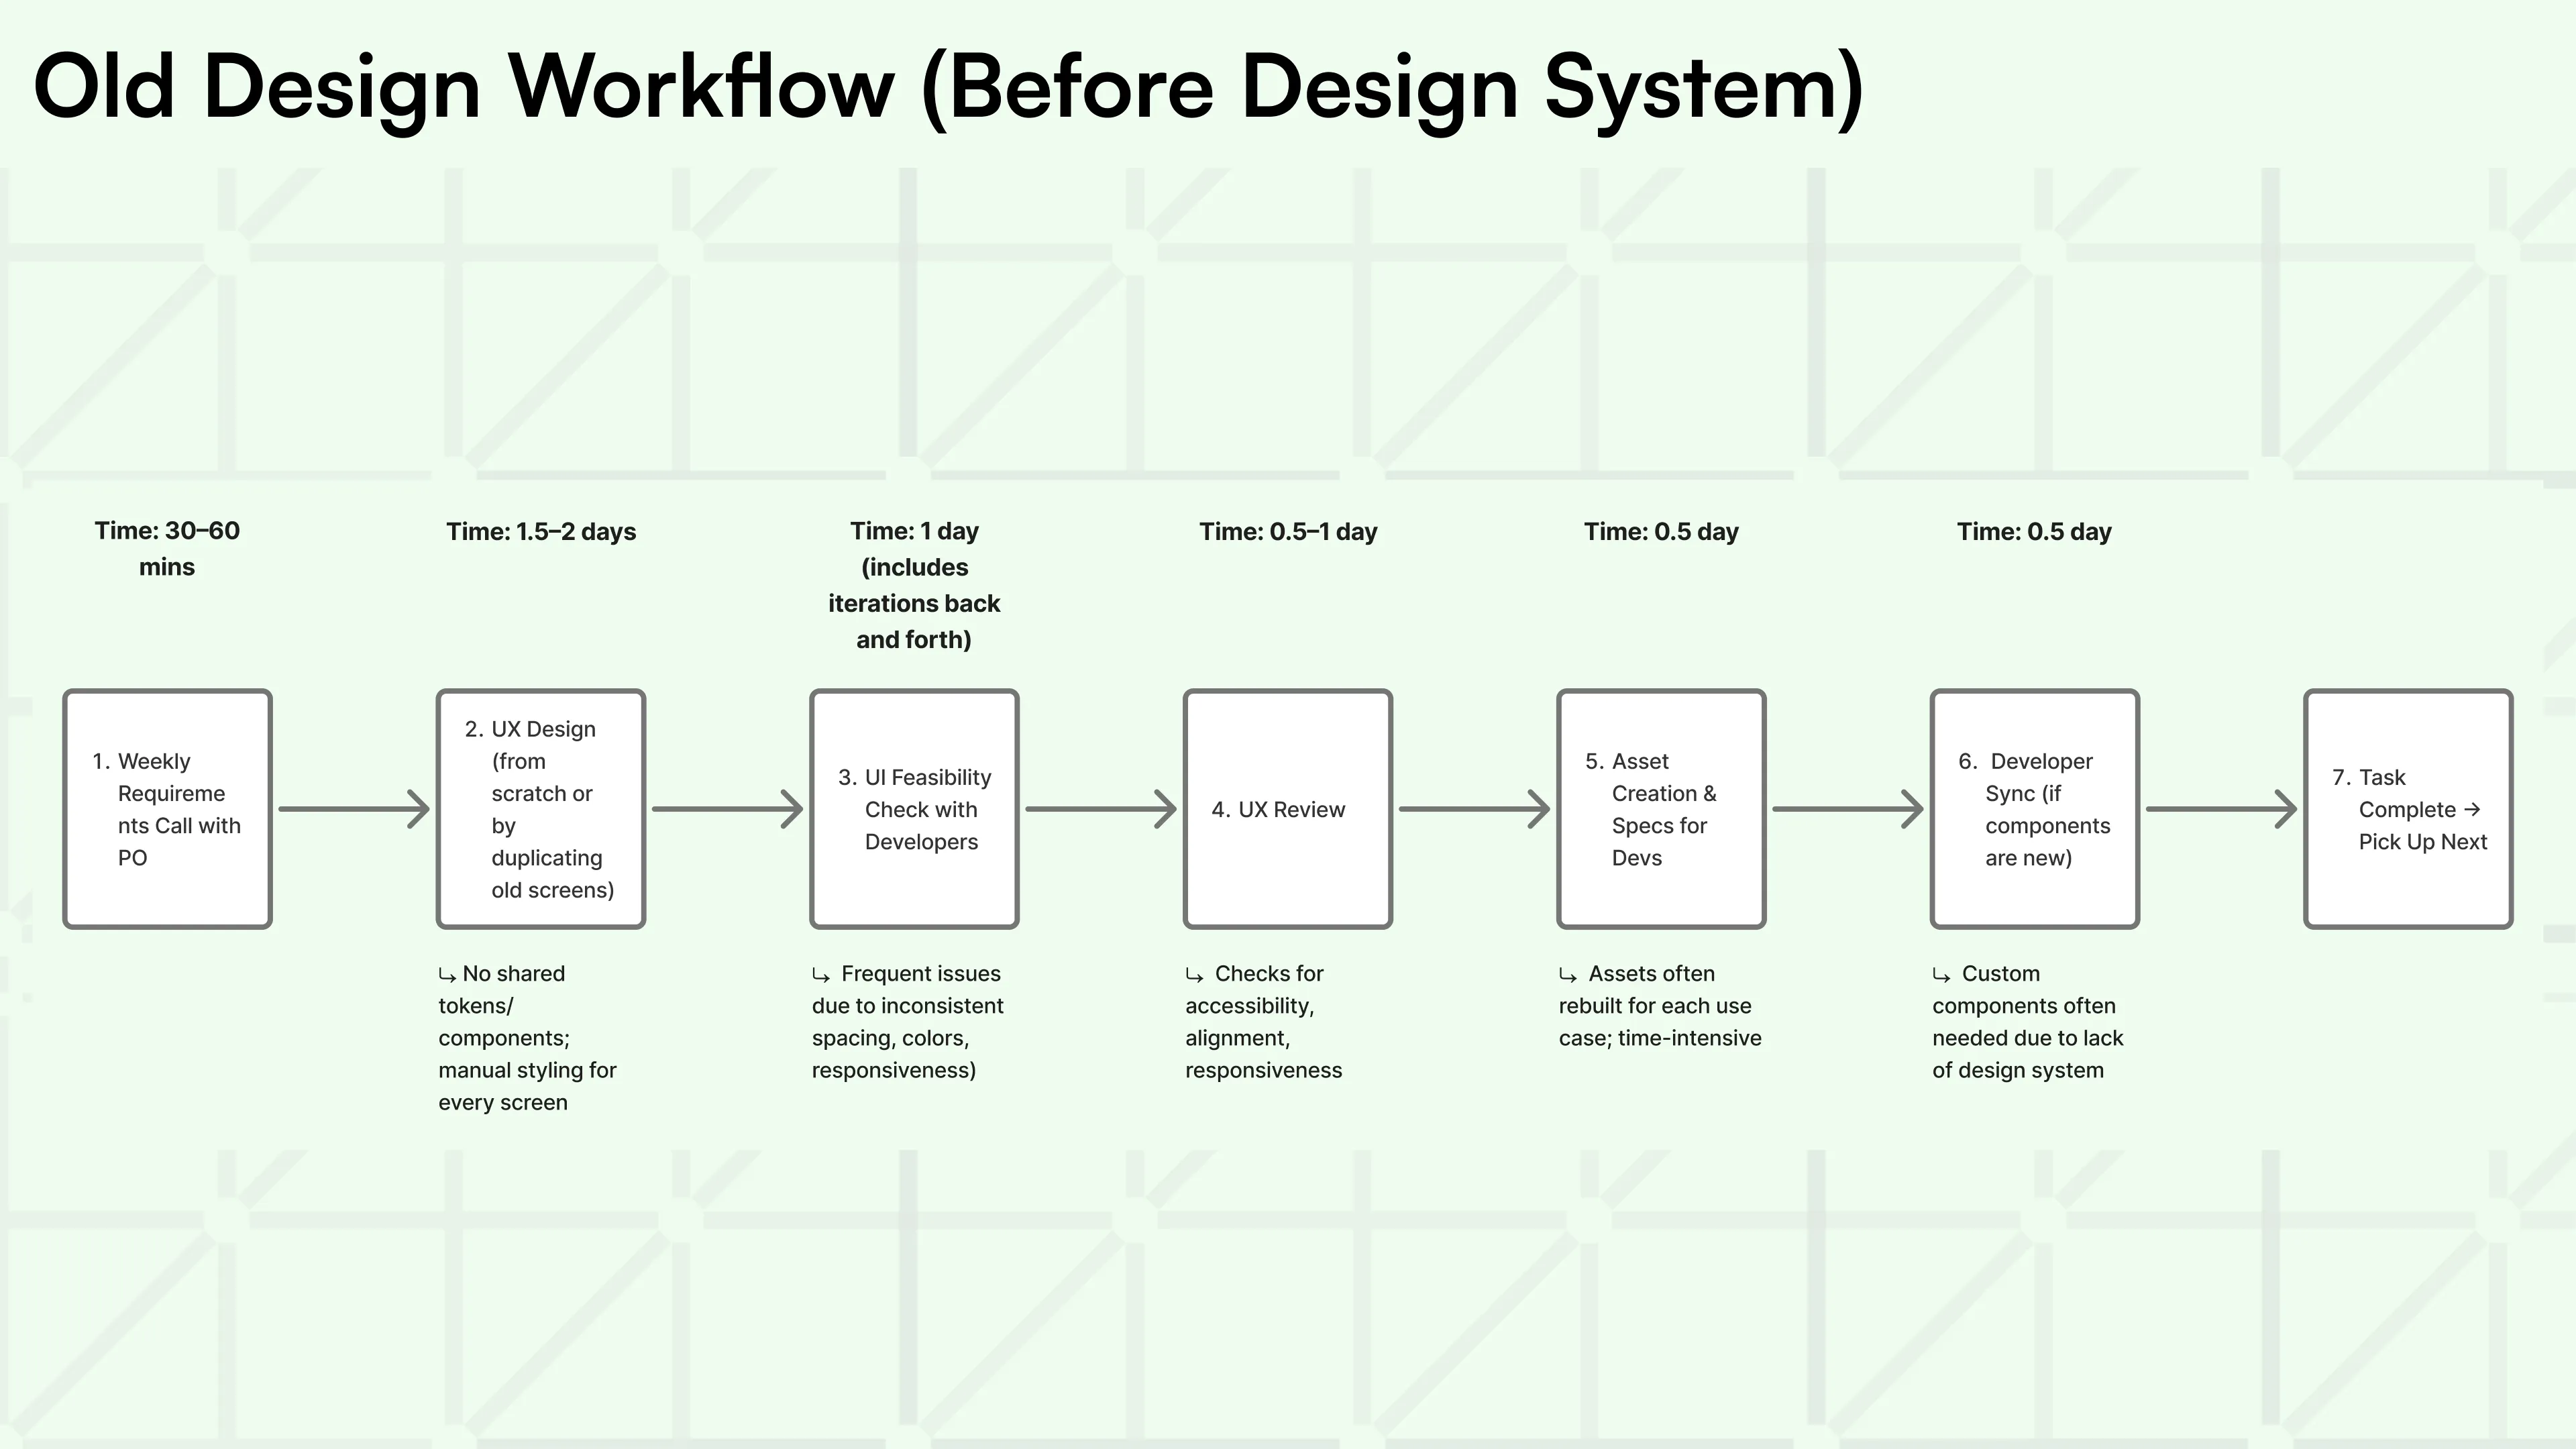 Old Design Workflow (Before Design System)
Time: 30–60
mins
Time: 1.5–2 days
Time: 1 day
(includes
iterations back
and forth)
Time: 0.5–1 day
Time: 0.5 day
Time: 0.5 day
1. Weekly
Requireme
nts Call with
PO
2. UX Design
(from
scratch or
by
duplicating
old screens)
3. UI Feasibility
Check with
Developers
4. UX Review
5. Asset
Creation &
Specs for
Devs
6. Developer
Sync (if
components
are new)
7. Task
Complete →
Pick Up Next
↳ No shared
tokens/
components;
manual styling for
every screen
↳ Frequent issues
due to inconsistent
spacing, colors,
responsiveness)
↳ Checks for
accessibility,
alignment,
responsiveness
↳ Assets often
rebuilt for each use
case; time-intensive
↳ Custom
components often
needed due to lack
of design system